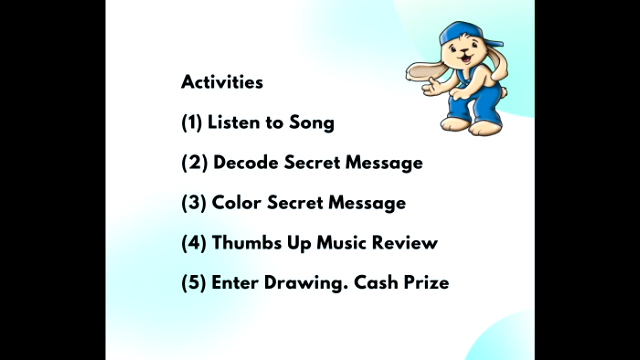 Activities
(1) Listen to Song
(2) Decode Secret Message
(3) Color Secret Message
(4) Thumbs Up Music Review
(5) Enter Drawing. Cash Prize